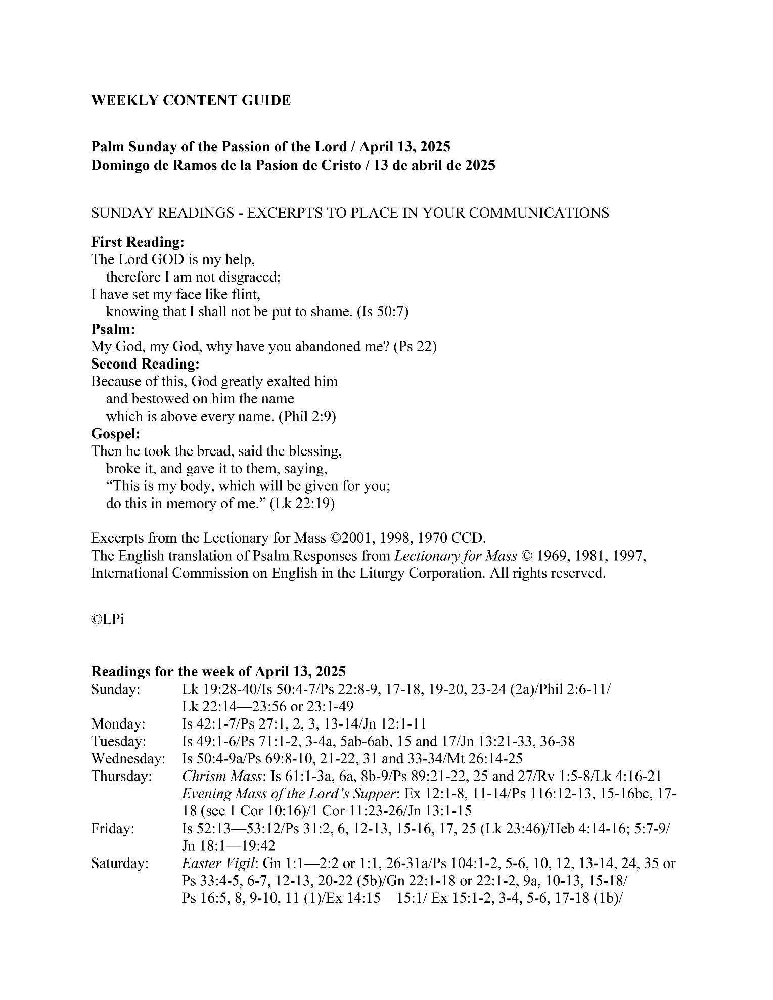 WEEKLY CONTENT GUIDE
Palm Sunday of the Passion of the Lord / April 13, 2025
Domingo de Ramos de la Pasíon de Cristo / 13 de abril de 2025
SUNDAY READINGS - EXCERPTS TO PLACE IN YOUR COMMUNICATIONS
First Reading:
The Lord GOD is my help,
therefore I am not disgraced;
I have set my face like flint,
knowing that I shall not be put to shame. (Is 50:7)
Psalm:
My God, my God, why have you abandoned me? (Ps 22)
Second Reading:
Because of this, God greatly exalted him
and bestowed on him the name
which is above every name. (Phil 2:9)
Gospel:
Then he took the bread, said the blessing,
broke it, and gave it to them, saying,
“This is my body, which will be given for you;
do this in memory of me.” (Lk 22:19)
Excerpts from the Lectionary for Mass ©2001, 1998, 1970 CCD.
The English translation of Psalm Responses from Lectionary for Mass © 1969, 1981, 1997,
International Commission on English in the Liturgy Corporation. All rights reserved.
©LPi
Readings for the week of April 13, 2025
Sunday: Lk 19:28-40/Is 50:4-7/Ps 22:8-9, 17-18, 19-20, 23-24 (2a)/Phil 2:6-11/
Lk 22:14—23:56 or 23:1-49
Monday: Is 42:1-7/Ps 27:1, 2, 3, 13-14/Jn 12:1-11
Tuesday: Is 49:1-6/Ps 71:1-2, 3-4a, 5ab-6ab, 15 and 17/Jn 13:21-33, 36-38
Wednesday: Is 50:4-9a/Ps 69:8-10, 21-22, 31 and 33-34/Mt 26:14-25
Thursday: Chrism Mass: Is 61:1-3a, 6a, 8b-9/Ps 89:21-22, 25 and 27/Rv 1:5-8/Lk 4:16-21
Evening Mass of the Lord’s Supper: Ex 12:1-8, 11-14/Ps 116:12-13, 15-16bc, 17-
18 (see 1 Cor 10:16)/1 Cor 11:23-26/Jn 13:1-15
Friday: Is 52:13—53:12/Ps 31:2, 6, 12-13, 15-16, 17, 25 (Lk 23:46)/Heb 4:14-16; 5:7-9/
Jn 18:1—19:42
Saturday: Easter Vigil: Gn 1:1—2:2 or 1:1, 26-31a/Ps 104:1-2, 5-6, 10, 12, 13-14, 24, 35 or
Ps 33:4-5, 6-7, 12-13, 20-22 (5b)/Gn 22:1-18 or 22:1-2, 9a, 10-13, 15-18/
Ps 16:5, 8, 9-10, 11 (1)/Ex 14:15—15:1/ Ex 15:1-2, 3-4, 5-6, 17-18 (1b)/